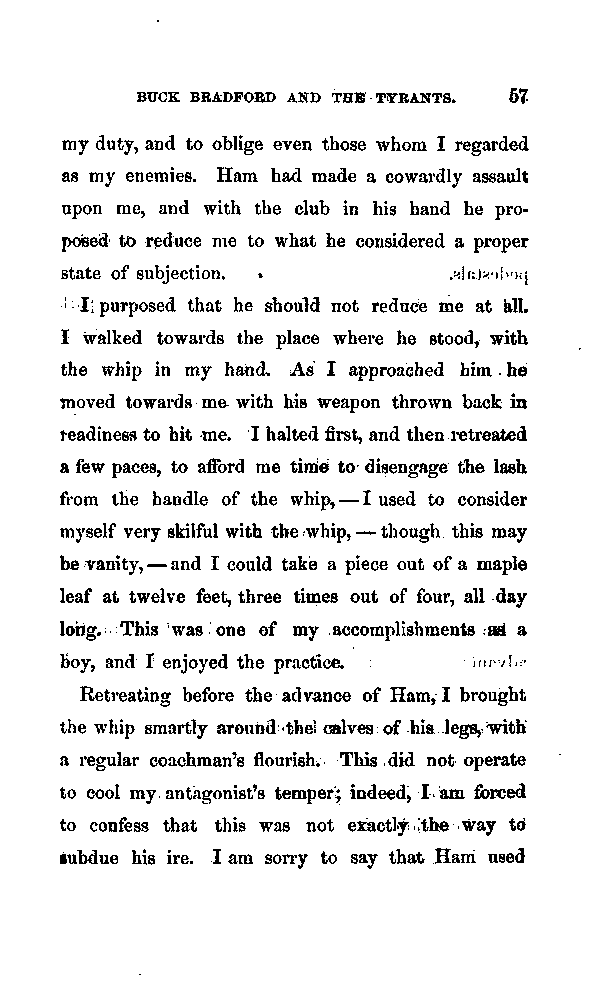 BUCK BRADFORD AND THE TYRANTS. 57
my duty, and to oblige even those whom I regarded
as my enemies. Ham had made a cowardly assault
upon me, and with the club in his hand he pro-
posed to reduce me to what he considered a proper
state of subjection.
I purposed that he should not reduce me at all.
I walked towards the place where he stood, with
the whip in my hand. As I approached him he
moved towards me with his weapon thrown back in
readiness to hit me. I halted first, and then retreated
a few paces, to afford me time to disengage the lash
from the handle of the whip, — I used to consider
myself very skilful with the whip, — though this may
be vanity, — and I could take a piece out of a maple
leaf at twelve feet, three times out of four, all day
long. This was one of my accomplishments as a
boy, and I enjoyed the practice.
Retreating before the advance of Ham, I brought
the whip smartly around the calves of his legs, with
a regular coachman's flourish. This did not operate
to cool my antagonist's temper; indeed, I am forced
to confess that this was not exactly the way to
subdue his ire. I am sorry to say that Ham used